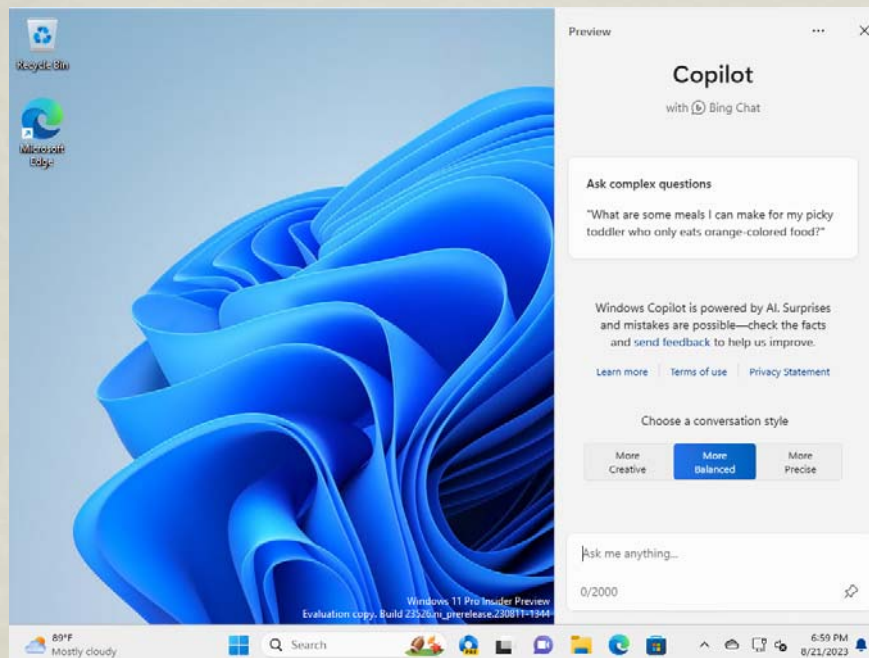 Recycle Bin
Microsoft
Edge
Preview
Copilot
with Bing Chat
Ask complex questions
"What are some meals I can make for my picky
toddler who only eats orange-colored food?"
Windows Copilot is powered by AI. Surprises
and mistakes are possible—check the facts
and send feedback to help us improve.
Learn more Terms of use Privacy Statement
Choose a conversation style
More
Creative
More
Balanced
More
Precise
Ask me anything...
0/2000
Windows 11 Pro Insider Preview
Evaluation copy. Build 23526.ni_prerelease.230811-1344
89°F
Mostly cloudy
Search
6:59 PM
8/21/2023